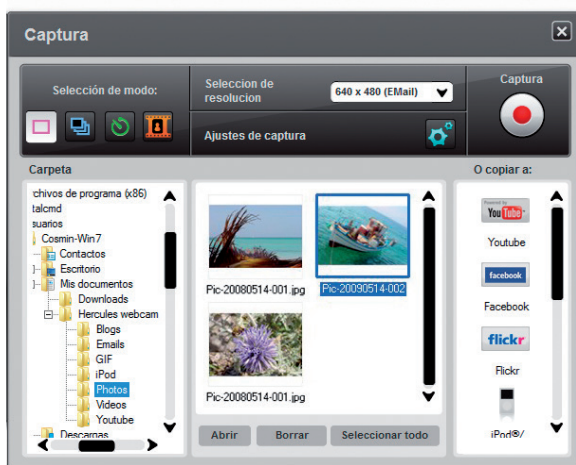 Captura
Selección de modo:
Seleccion de
resolucion
640 x 480 (EMail)
Captura
Ajustes de captura
Carpeta
O copiar a:
rchivos de programa (x86)
talcmd
suarios
Cosmin-Win7
Contactos
Escritorio
Mis documentos
Downloads
Hercules webcam
Blogs
Emails
GIF
iPod
Photos
Videos
Youtube
Descargas
Pic-20080514-001.jpg
Pic-20090514-002
Pic-20080514-001.jpg
Abrir
Borrar
Seleccionar todo
Powered by
YouTube
Youtube
facebook
Facebook
flickr
Flickr
iPod®/